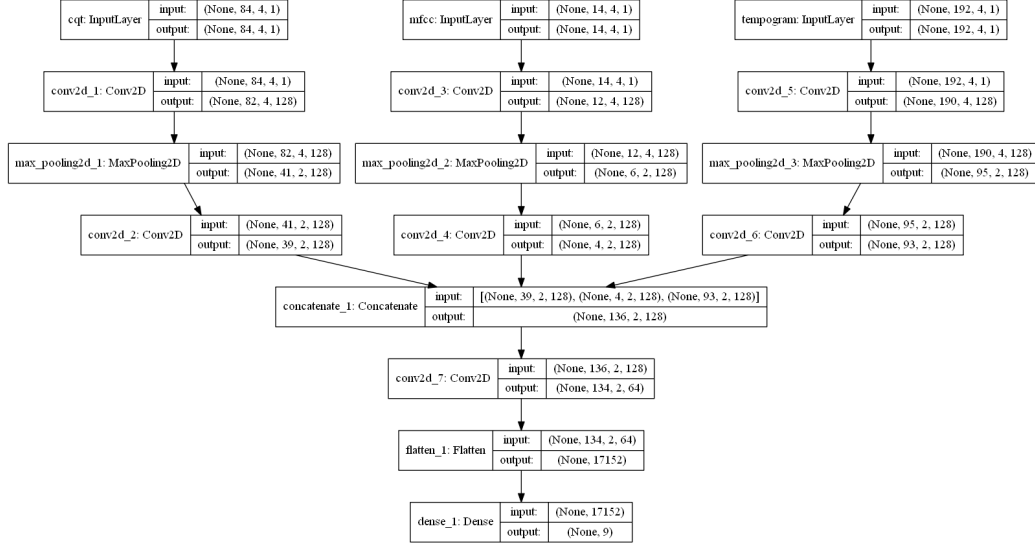 cqt: InputLayer
input: (None, 84, 4, 1)
output: (None, 84, 4, 1)
mfcc: InputLayer
input: (None, 14, 4, 1)
output: (None, 14, 4, 1)
tempogram: InputLayer
input: (None, 192, 4, 1)
output: (None, 192, 4, 1)
conv2d_1: Conv2D
input: (None, 84, 4, 1)
output: (None, 82, 4, 128)
conv2d_3: Conv2D
input: (None, 14, 4, 1)
output: (None, 12, 4, 128)
conv2d_5: Conv2D
input: (None, 192, 4, 1)
output: (None, 190, 4, 128)
max_pooling2d_1: MaxPooling2D
input: (None, 82, 4, 128)
output: (None, 41, 2, 128)
max_pooling2d_2: MaxPooling2D
input: (None, 12, 4, 128)
output: (None, 6, 2, 128)
max_pooling2d_3: MaxPooling2D
input: (None, 190, 4, 128)
output: (None, 95, 2, 128)
conv2d_2: Conv2D
input: (None, 41, 2, 128)
output: (None, 39, 2, 128)
conv2d_4: Conv2D
input: (None, 6, 2, 128)
output: (None, 4, 2, 128)
conv2d_6: Conv2D
input: (None, 95, 2, 128)
output: (None, 93, 2, 128)
concatenate_1: Concatenate
input: [(None, 39, 2, 128), (None, 4, 2, 128), (None, 93, 2, 128)]
output: (None, 136, 2, 128)
conv2d_7: Conv2D
input: (None, 136, 2, 128)
output: (None, 134, 2, 64)
flatten_1: Flatten
input: (None, 134, 2, 64)
output: (None, 17152)
dense_1: Dense
input: (None, 17152)
output: (None, 9)